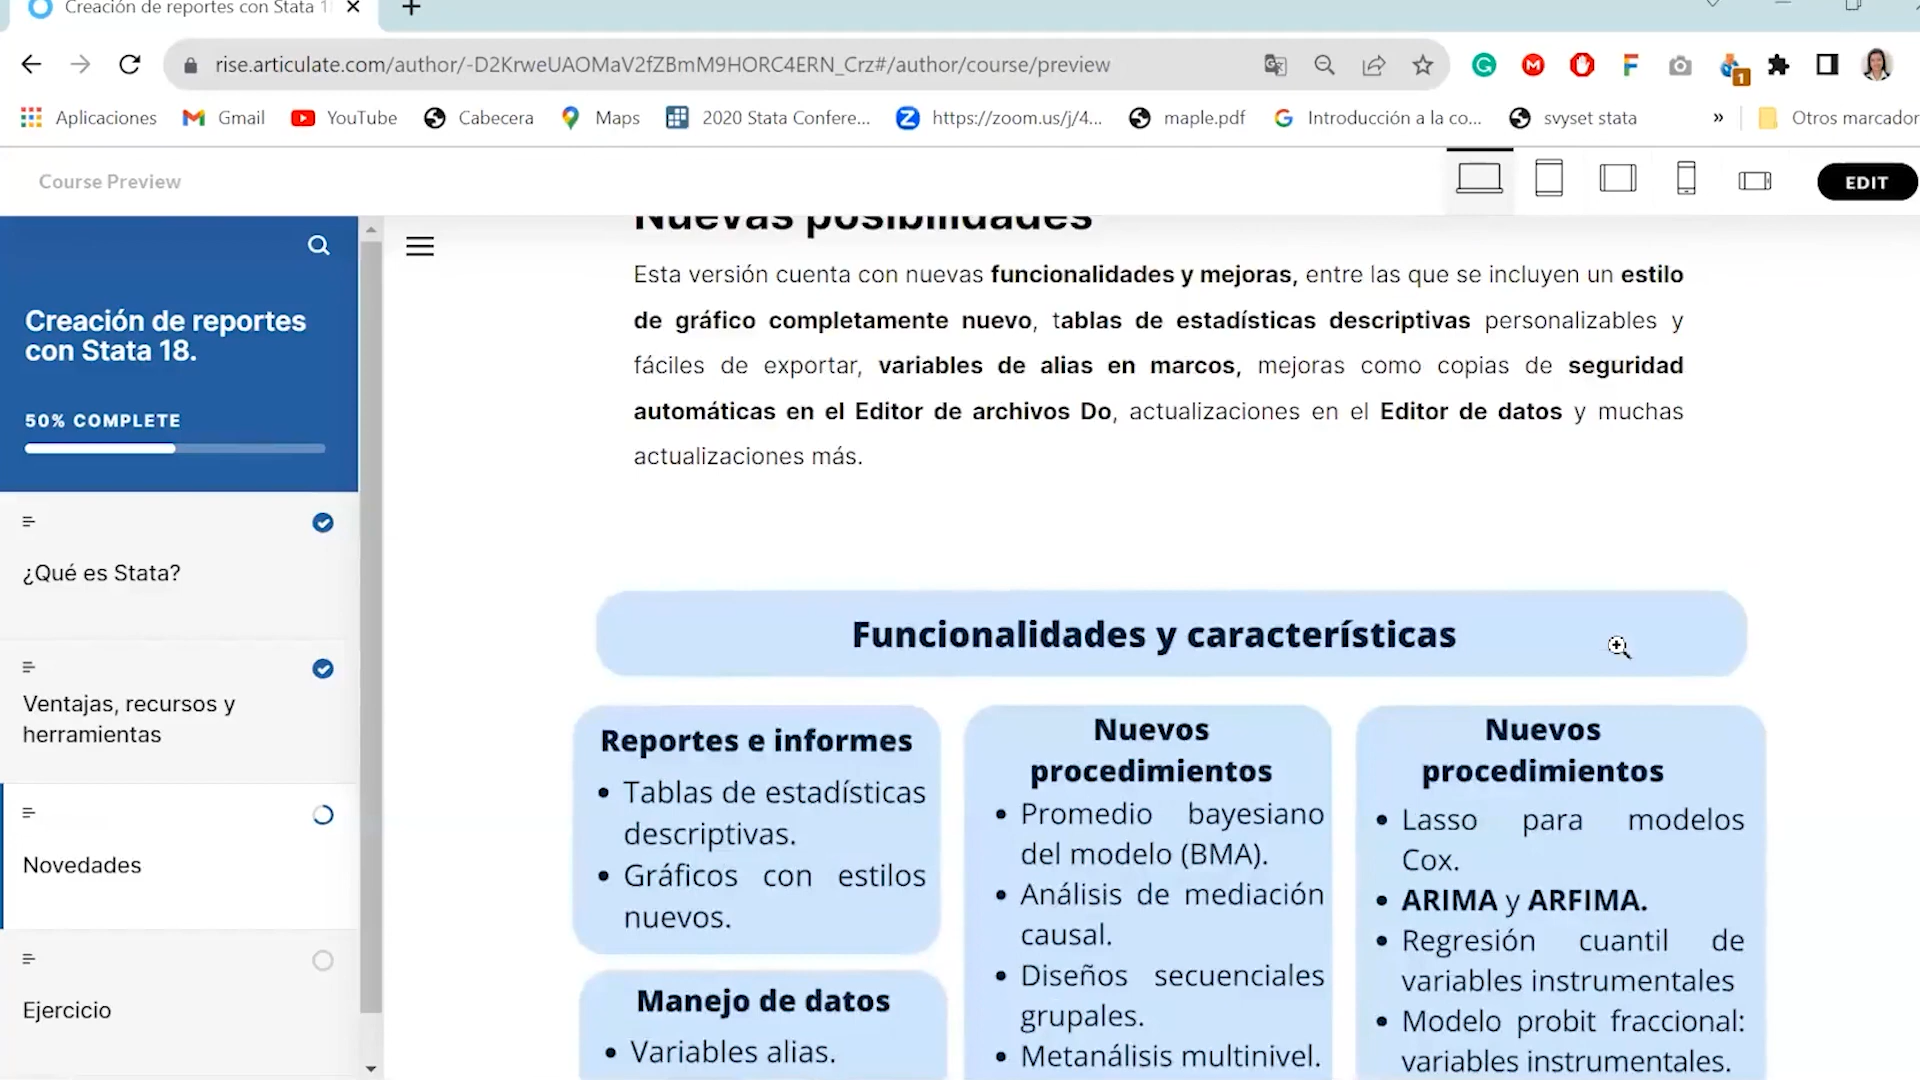 Creación de reportes con Stata 1
rise.articulate.com/author/-D2KrweUAOMaV2fZBmM9HORC4ERN_Crz#/author/course/preview
1
Aplicaciones
Gmail
YouTube
Cabecera
Maps
2020 Stata Confere...
https://zoom.us/j/4...
maple.pdf
Introducción a la co...
svyset stata
»
Otros marcador
Course Preview
EDIT
Creación de reportes
con Stata 18.
50% COMPLETE
¿Qué es Stata?
Ventajas, recursos y
herramientas
Novedades
Ejercicio
Nuevas posibilidades
Esta versión cuenta con nuevas funcionalidades y mejoras, entre las que se incluyen un estilo
de gráfico completamente nuevo, tablas de estadísticas descriptivas personalizables y
fáciles de exportar, variables de alias en marcos, mejoras como copias de seguridad
automáticas en el Editor de archivos Do, actualizaciones en el Editor de datos y muchas
actualizaciones más.
Funcionalidades y características
Reportes e informes
• Tablas de estadísticas
descriptivas.
• Gráficos con estilos
nuevos.
Manejo de datos
• Variables alias.
Nuevos
procedimientos
• Promedio bayesiano
del modelo (BMA).
• Análisis de mediación
causal.
• Diseños secuenciales
grupales.
• Metanálisis multinivel.
Nuevos
procedimientos
• Lasso para modelos
Cox.
• ARIMA y ARFIMA.
• Regresión cuantil de
variables instrumentales
• Modelo probit fraccional:
variables instrumentales.